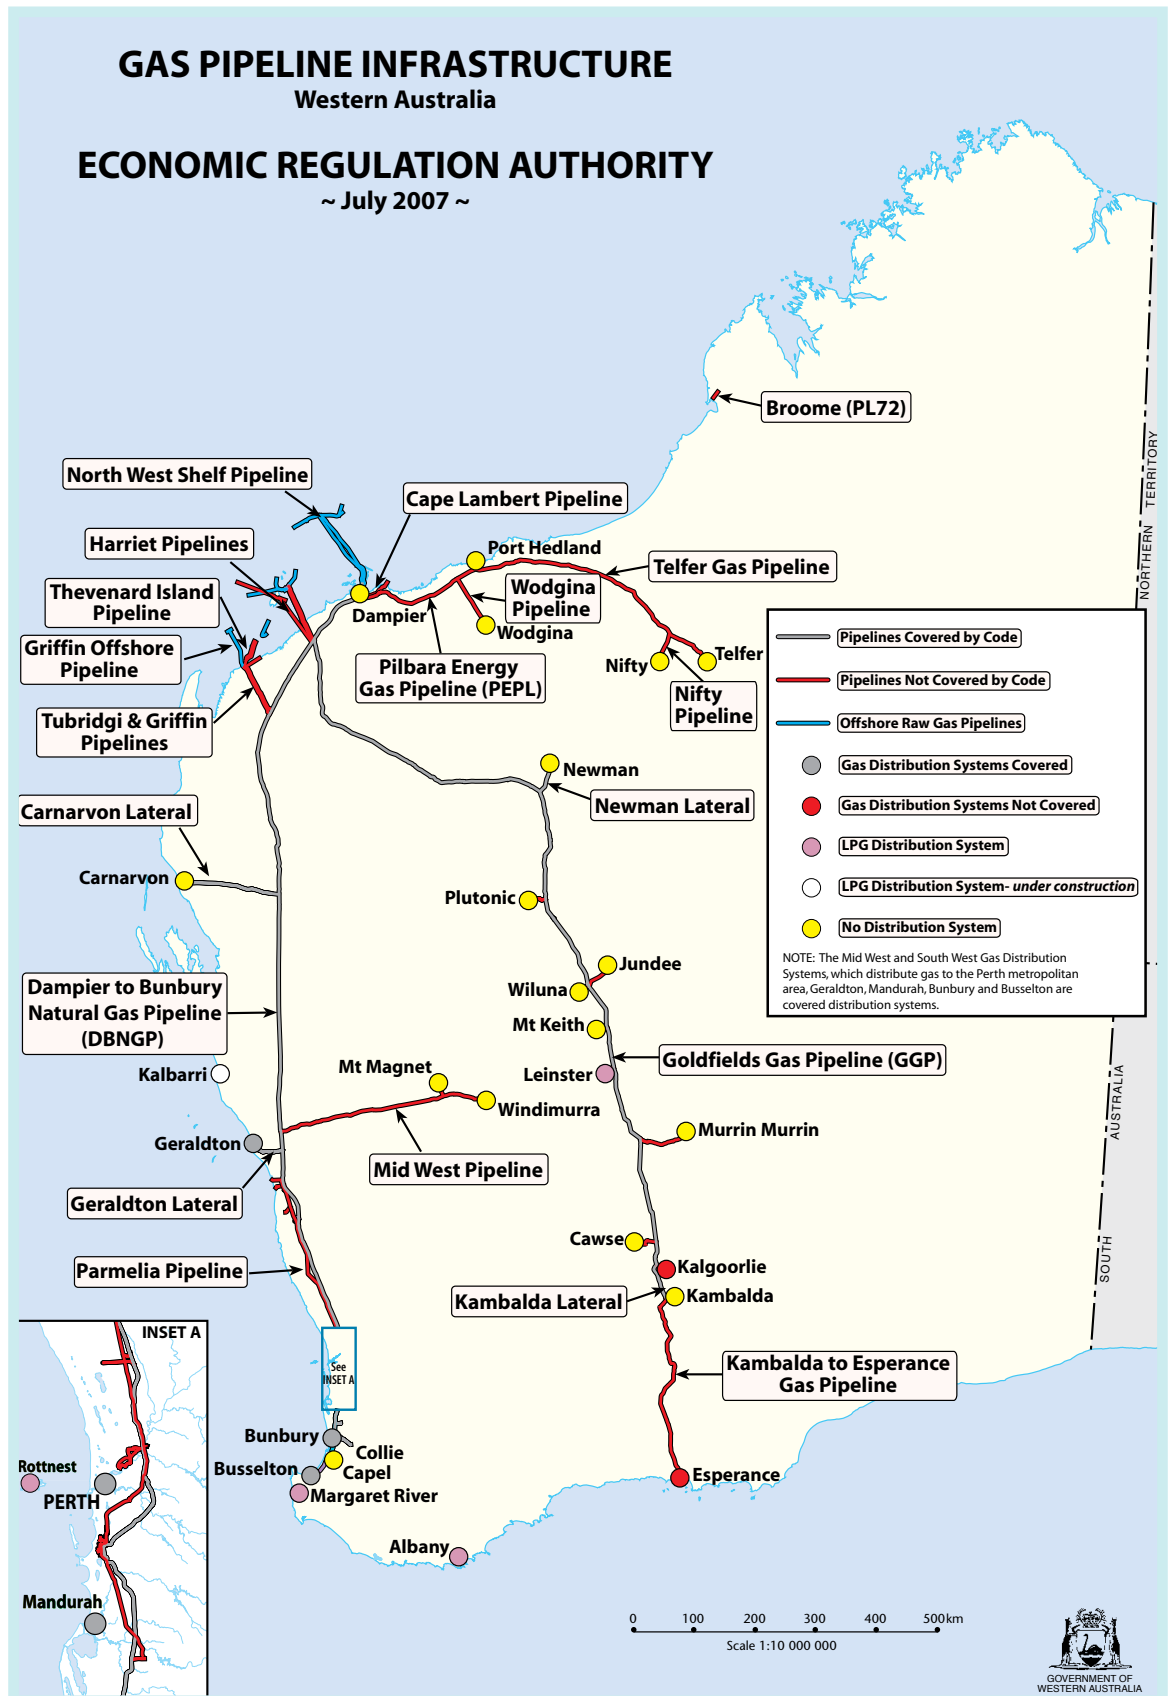 GAS PIPELINE INFRASTRUCTURE
Western Australia
ECONOMIC REGULATION AUTHORITY
~ July 2007 ~
Broome (PL72)
NORTHERN TERRITORY
North West Shelf Pipeline
Cape Lambert Pipeline
Harriet Pipelines
Port Hedland
Telfer Gas Pipeline
Thevenard Island
Pipeline
Wodgina
Pipeline
Dampier
Wodgina
Griffin Offshore
Pipeline
Pilbara Energy
Gas Pipeline (PEPL)
Nifty
Telfer
Nifty
Pipeline
Tubridgi & Griffin
Pipelines
Newman
Newman Lateral
Carnarvon Lateral
Carnarvon
Plutonic
Jundee
Wiluna
Dampier to Bunbury
Natural Gas Pipeline
(DBNGP)
Mt Keith
Goldfields Gas Pipeline (GGP)
Kalbarri
Mt Magnet
Leinster
Windimurra
Murrin Murrin
Geraldton
Mid West Pipeline
Geraldton Lateral
Cawse
Parmelia Pipeline
Kalgoorlie
Kambalda Lateral
Kambalda
See
INSET A
Kambalda to Esperance
Gas Pipeline
Bunbury
Collie
Busselton
Capel
Margaret River
Esperance
Albany
Pipelines Covered by Code
Pipelines Not Covered by Code
Offshore Raw Gas Pipelines
Gas Distribution Systems Covered
Gas Distribution Systems Not Covered
LPG Distribution System
LPG Distribution System- under construction
No Distribution System
NOTE: The Mid West and South West Gas Distribution
Systems, which distribute gas to the Perth metropolitan
area, Geraldton, Mandurah, Bunbury and Busselton are
covered distribution systems.
SOUTH AUSTRALIA
INSET A
Rottnest
PERTH
Mandurah
0 100 200 300 400 500km
Scale 1:10 000 000
GOVERNMENT OF
WESTERN AUSTRALIA